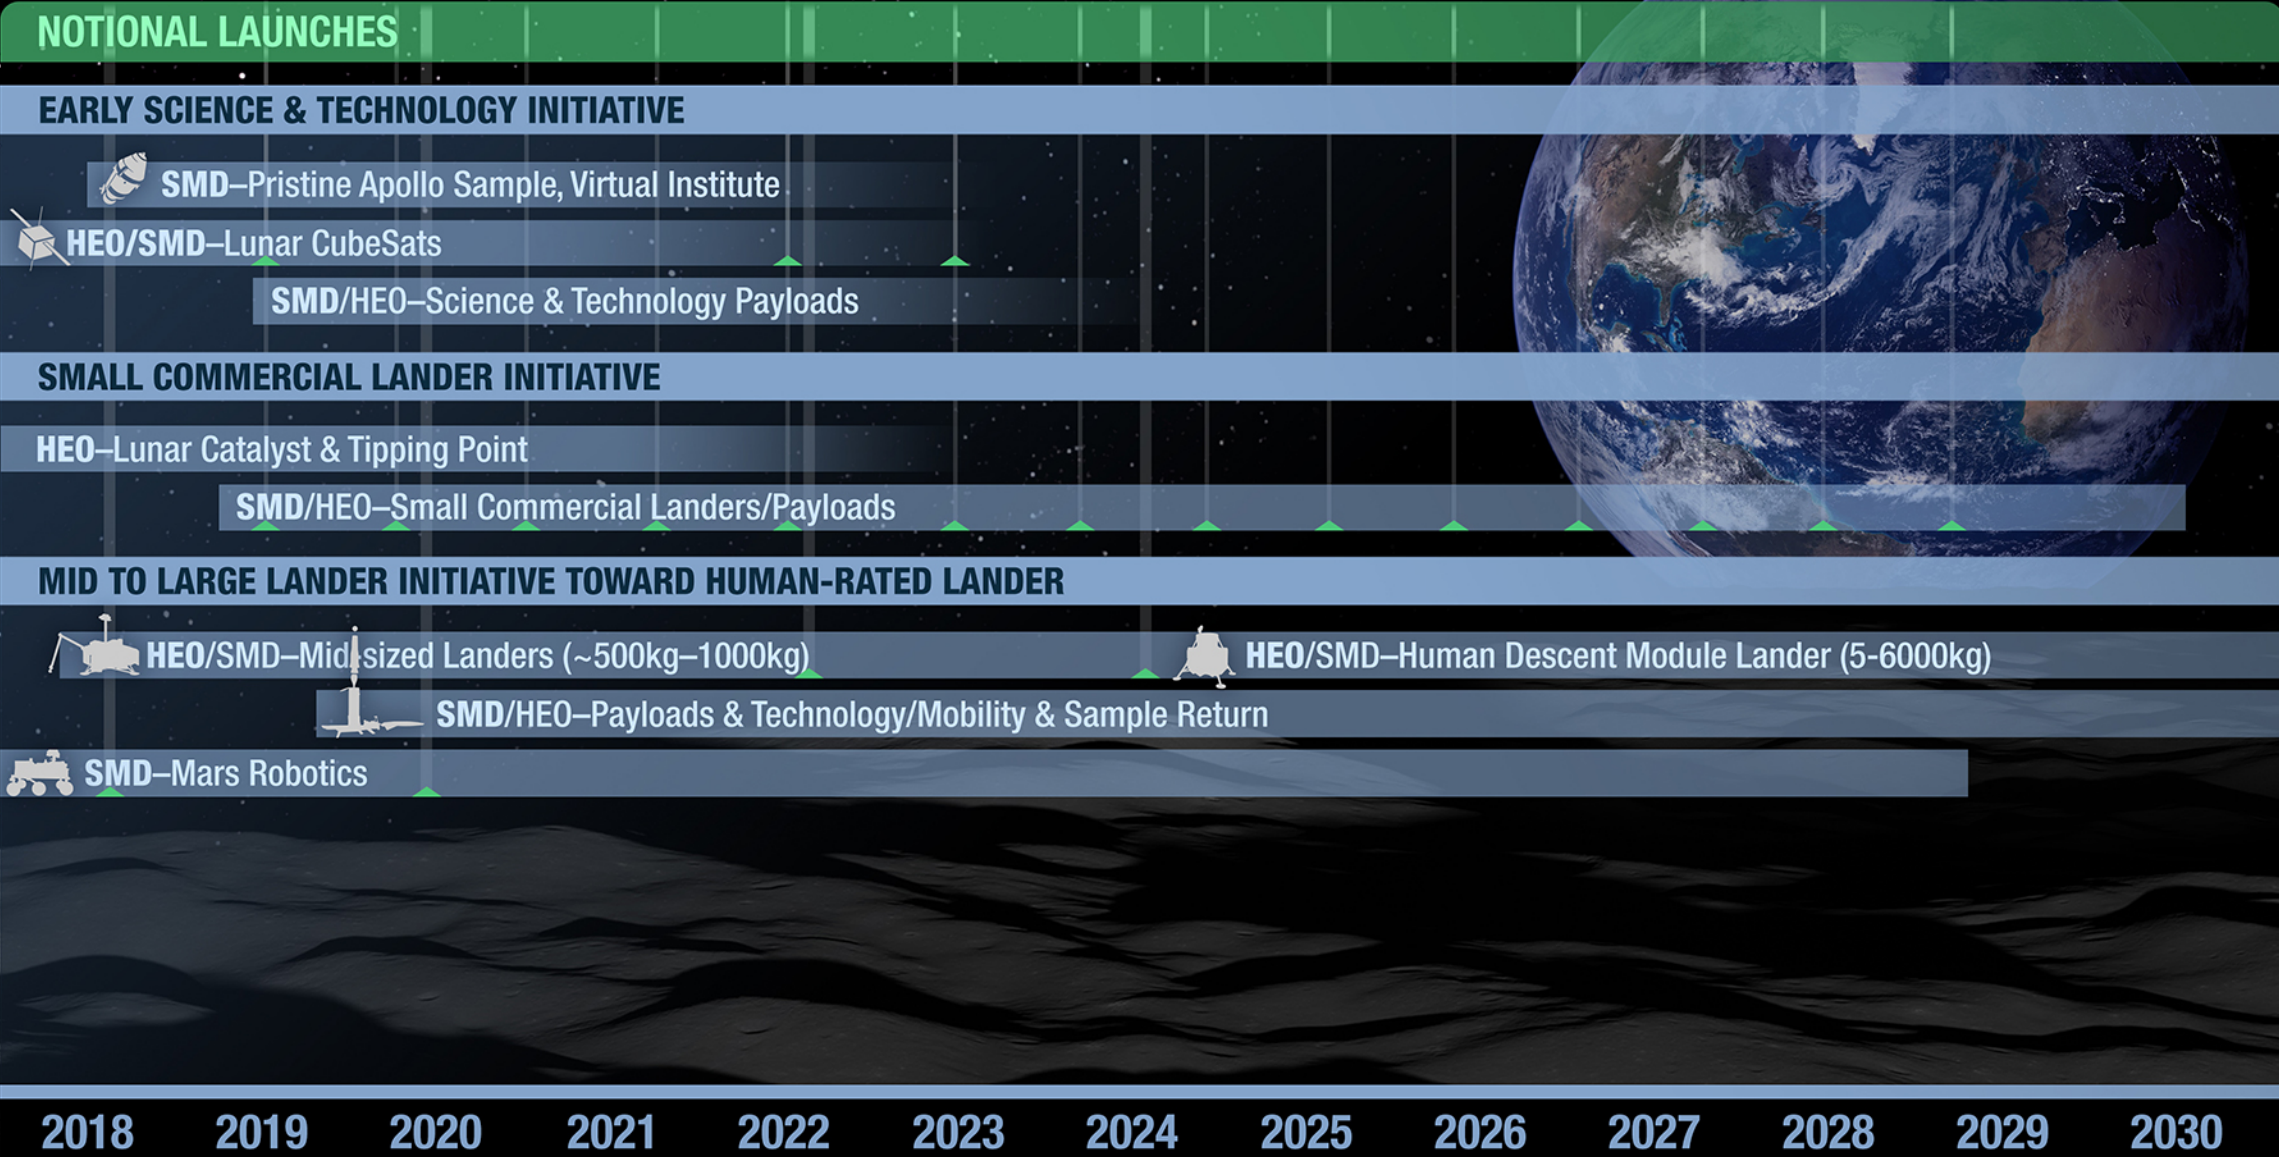 NOTIONAL LAUNCHES
EARLY SCIENCE & TECHNOLOGY INITIATIVE
SMD–Pristine Apollo Sample, Virtual Institute
HEO/SMD–Lunar CubeSats
SMD/HEO–Science & Technology Payloads
SMALL COMMERCIAL LANDER INITIATIVE
HEO–Lunar Catalyst & Tipping Point
SMD/HEO–Small Commercial Landers/Payloads
MID TO LARGE LANDER INITIATIVE TOWARD HUMAN-RATED LANDER
HEO/SMD–Mid-sized Landers (~500kg–1000kg)
HEO/SMD–Human Descent Module Lander (5-6000kg)
SMD/HEO–Payloads & Technology/Mobility & Sample Return
SMD–Mars Robotics
2018 2019 2020 2021 2022 2023 2024 2025 2026 2027 2028 2029 2030